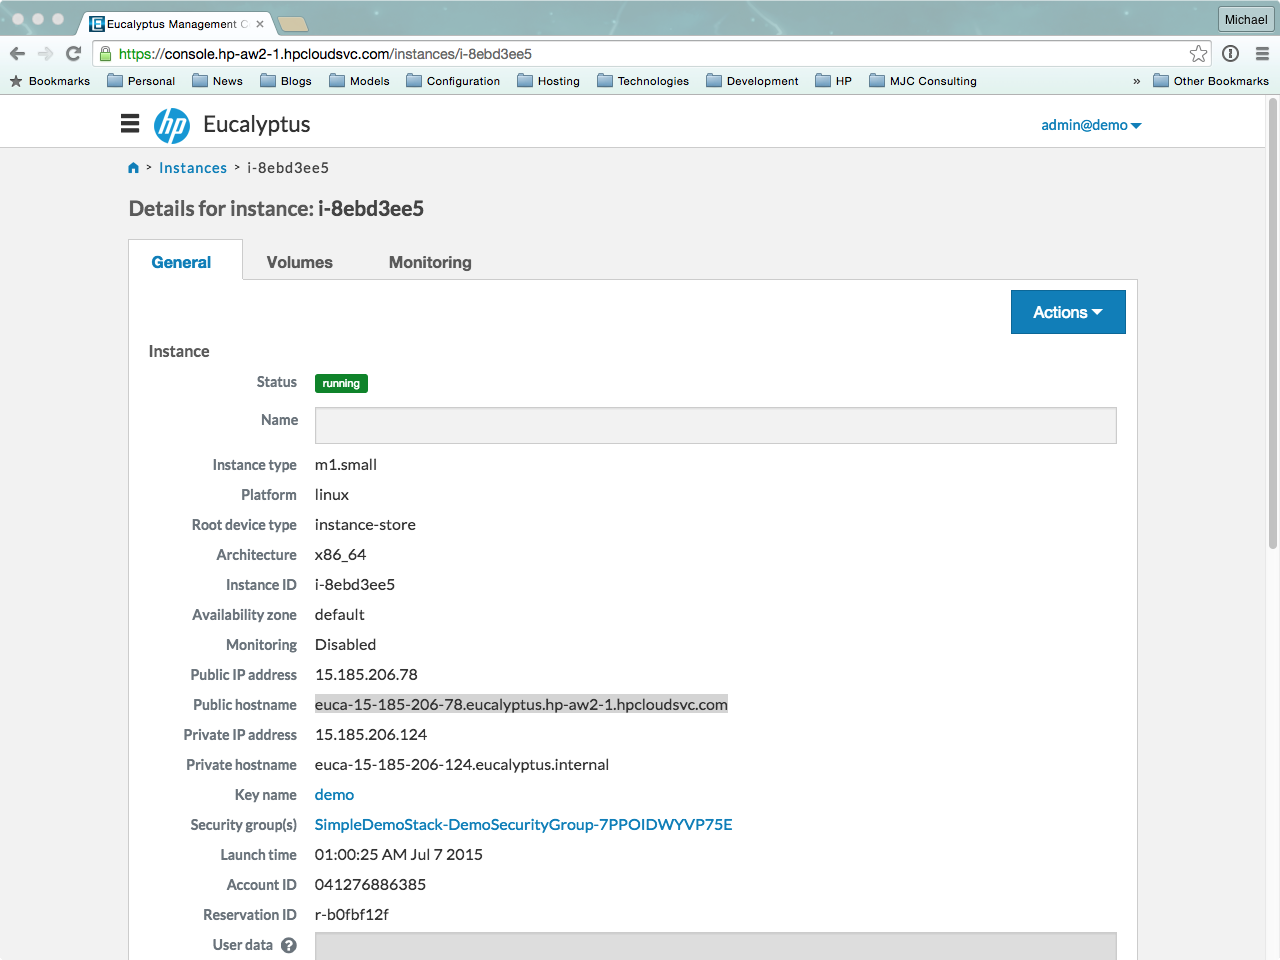 Eucalyptus Management C
Michael
https://console.hp-aw2-1.hpcloudsvc.com/instances/i-8ebd3ee5
Bookmarks Personal News Blogs Models Configuration Hosting Technologies Development HP MJC Consulting » Other Bookmarks
hp Eucalyptus admin@demo
> Instances > i-8ebd3ee5
Details for instance: i-8ebd3ee5
General Volumes Monitoring
Actions
Instance
Status running
Name
Instance type m1.small
Platform linux
Root device type instance-store
Architecture x86_64
Instance ID i-8ebd3ee5
Availability zone default
Monitoring Disabled
Public IP address 15.185.206.78
Public hostname euca-15-185-206-78.eucalyptus.hp-aw2-1.hpcloudsvc.com
Private IP address 15.185.206.124
Private hostname euca-15-185-206-124.eucalyptus.internal
Key name demo
Security group(s) SimpleDemoStack-DemoSecurityGroup-7PPOIDWYVP75E
Launch time 01:00:25 AM Jul 7 2015
Account ID 041276886385
Reservation ID r-b0fbf12f
User data ?